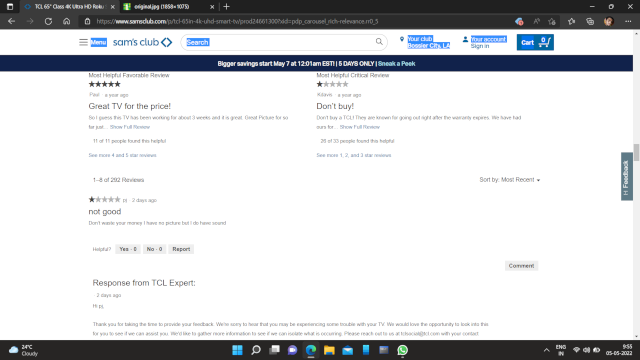 TCL 65" Class 4K Ultra HD Roku
original.jpg (1858×1075)
https://www.samsclub.com/p/tcl-65in-4k-uhd-smart-tv/prod24661300?xid=pdp_carousel_rich-relevance.rr0_5
Menu
sam's club
Search
Your club
Bossier City, LA
Your account
Sign in
Cart
Bigger savings start May 7 at 12:01am EST! | 5 DAYS ONLY | Sneak a Peek
Most Helpful Favorable Review
Most Helpful Critical Review
Paul a year ago
a year ago
Great TV for the price!
Don't buy!
So I guess this TV has been working for about 3 weeks and it is great. Great Picture for so
far just... Show Full Review
Don't buy a TCL! They are known for going out right after the warranty expires. We have had
ours for... Show Full Review
11 of 11 people found this helpful
26 of 33 people found this helpful
See more 4 and 5 star reviews
See more 1, 2, and 3 star reviews
1–8 of 292 Reviews
Sort by: Most Recent
Feedback
pj 3 days ago
not good
Don't waste your money t have no picture but I do have sound
Helpful? Yes · 0 No · 0 Report
Comment
Response from TCL Expert:
3 days ago
Hi pj,
Thank you for taking the time to provide your feedback. We're sorry to hear that you may be experiencing some trouble with your TV. We would love the opportunity to look into this
for you to see if we can assist you. We'd like to gather more information to see if we can isolate what is occurring. Please reach out to us at tclsocial@tcl.com with your contact
24°C
Cloudy
ENG
IN
9:55
05-05-2022